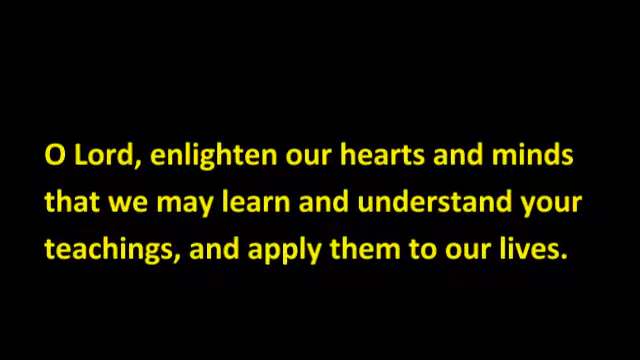 O Lord, enlighten our hearts and minds
that we may learn and understand your
teachings, and apply them to our lives.